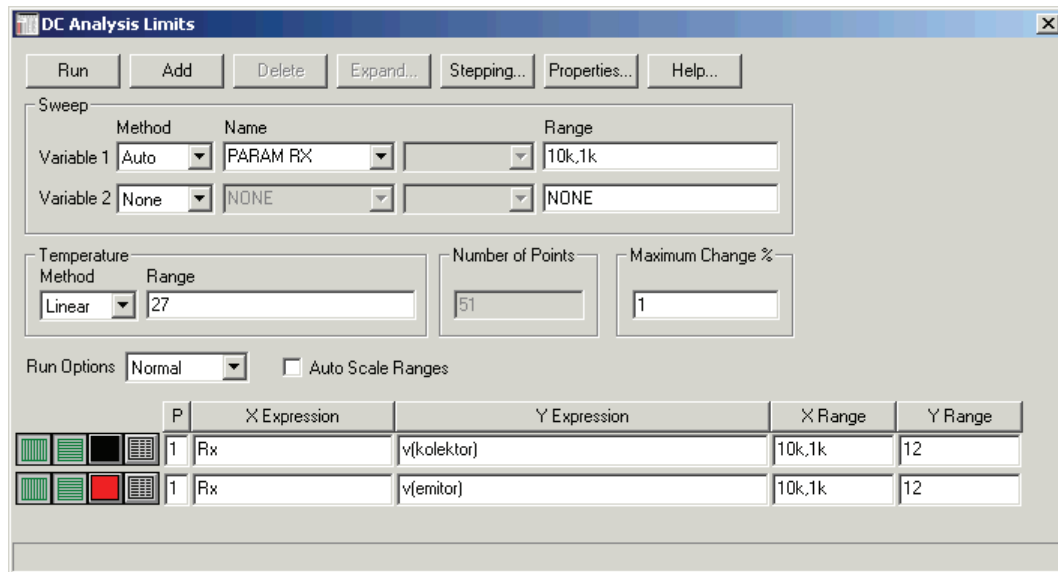 DC Analysis Limits
Run Add Delete Expand... Stepping... Properties... Help...
Sweep
Method Name Range
Variable 1 Auto PARAM RX 10k,1k
Variable 2 None NONE NONE
Temperature Number of Points Maximum Change %
Method Range
Linear 27 51 1
Run Options Normal Auto Scale Ranges
P X Expression Y Expression X Range Y Range
1 Rx v(kolektor) 10k,1k 12
1 Rx v(emitor) 10k,1k 12